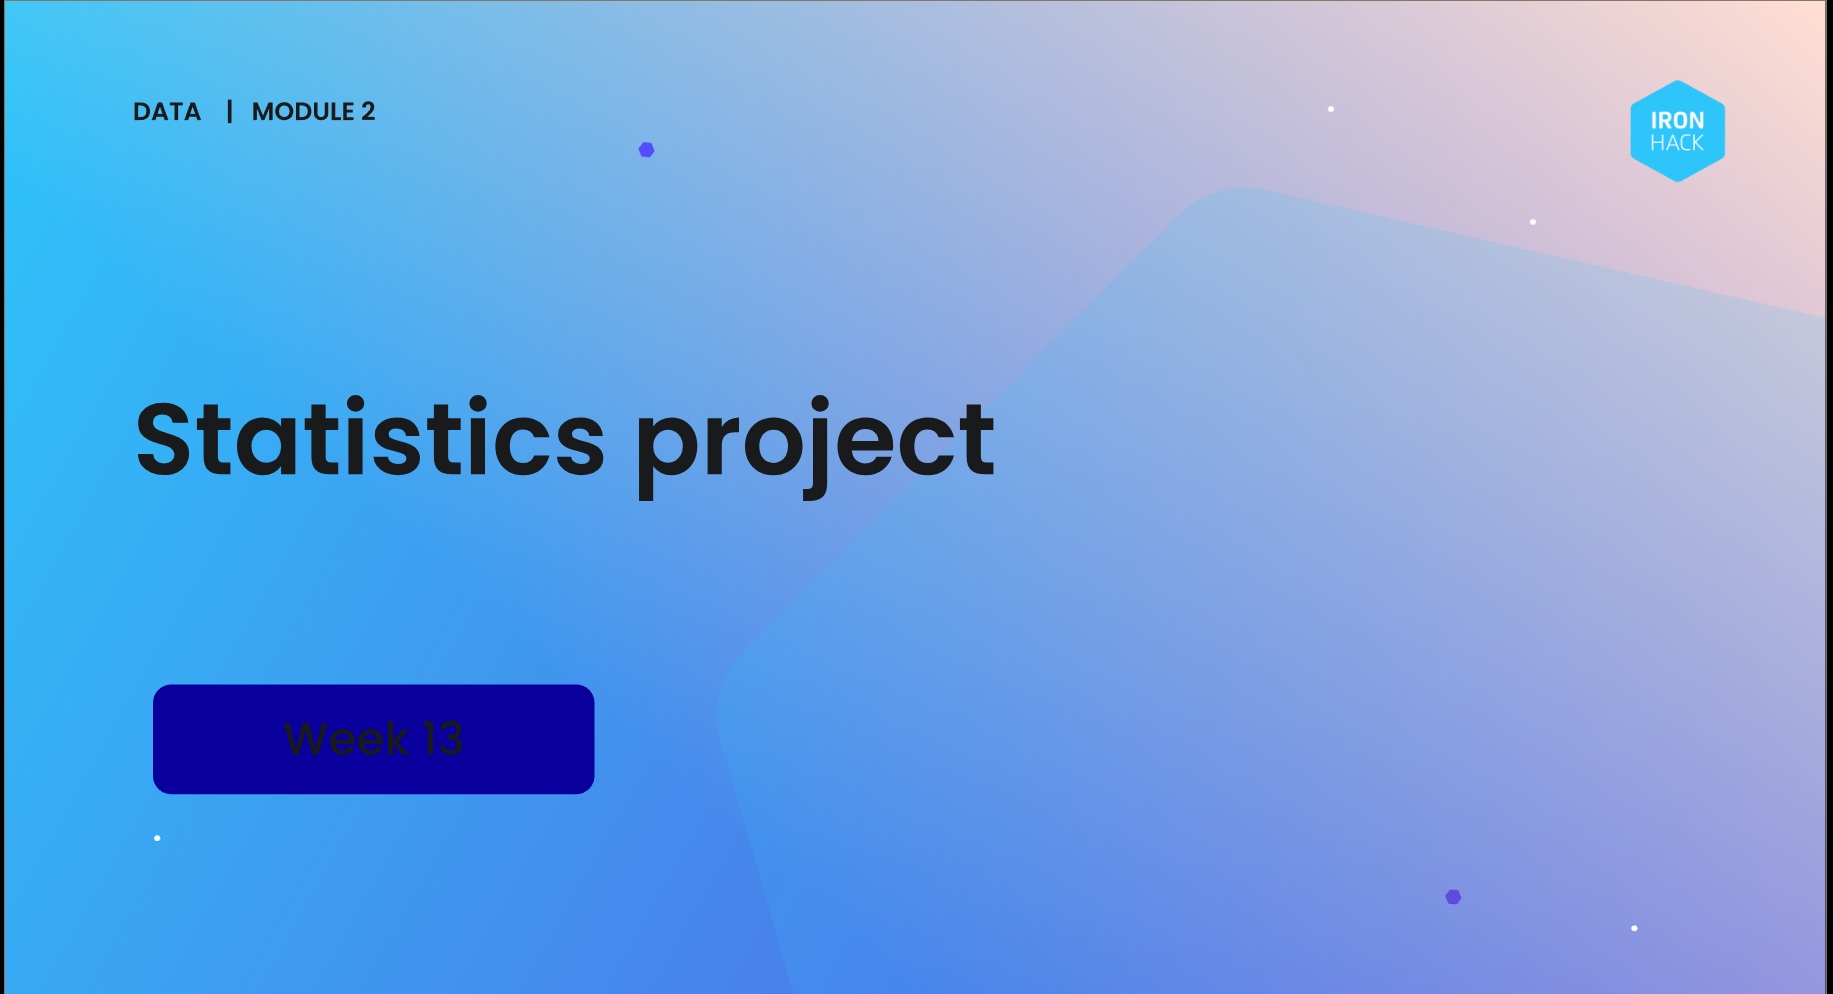 DATA | MODULE 2
IRON
HACK
Statistics project
Week 13